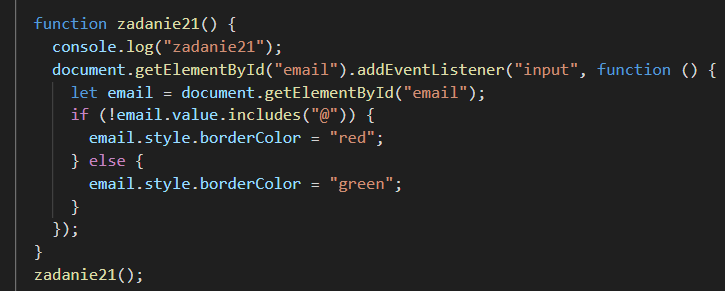 function zadanie21() {
  console.log("zadanie21");
  document.getElementById("email").addEventListener("input", function () {
    let email = document.getElementById("email");
    if (!email.value.includes("@")) {
      email.style.borderColor = "red";
    } else {
      email.style.borderColor = "green";
    }
  });
}
zadanie21();